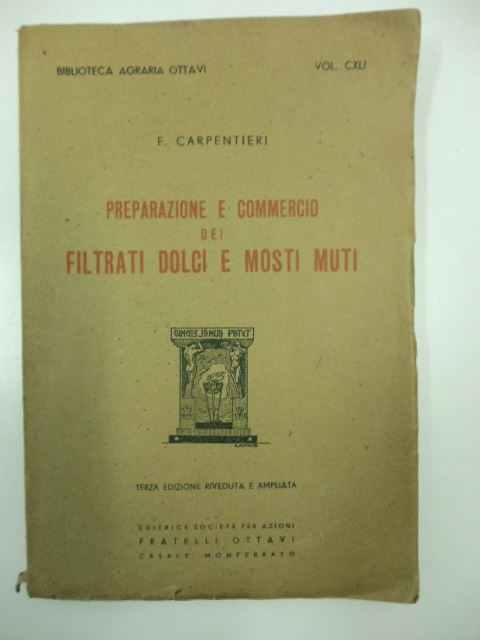 BIBLIOTECA AGRARIA OTTAVI VOL. CXLI
F. CARPENTIERI
PREPARAZIONE E COMMERCIO
DEI
FILTRATI DOLCI E MOSTI MUTI
JANUA PATET
TERZA EDIZIONE RIVEDUTA E AMPLIATA
EDITRICE SOCIETÀ PER AZIONI
FRATELLI OTTAVI
CASALE MONFERRATO